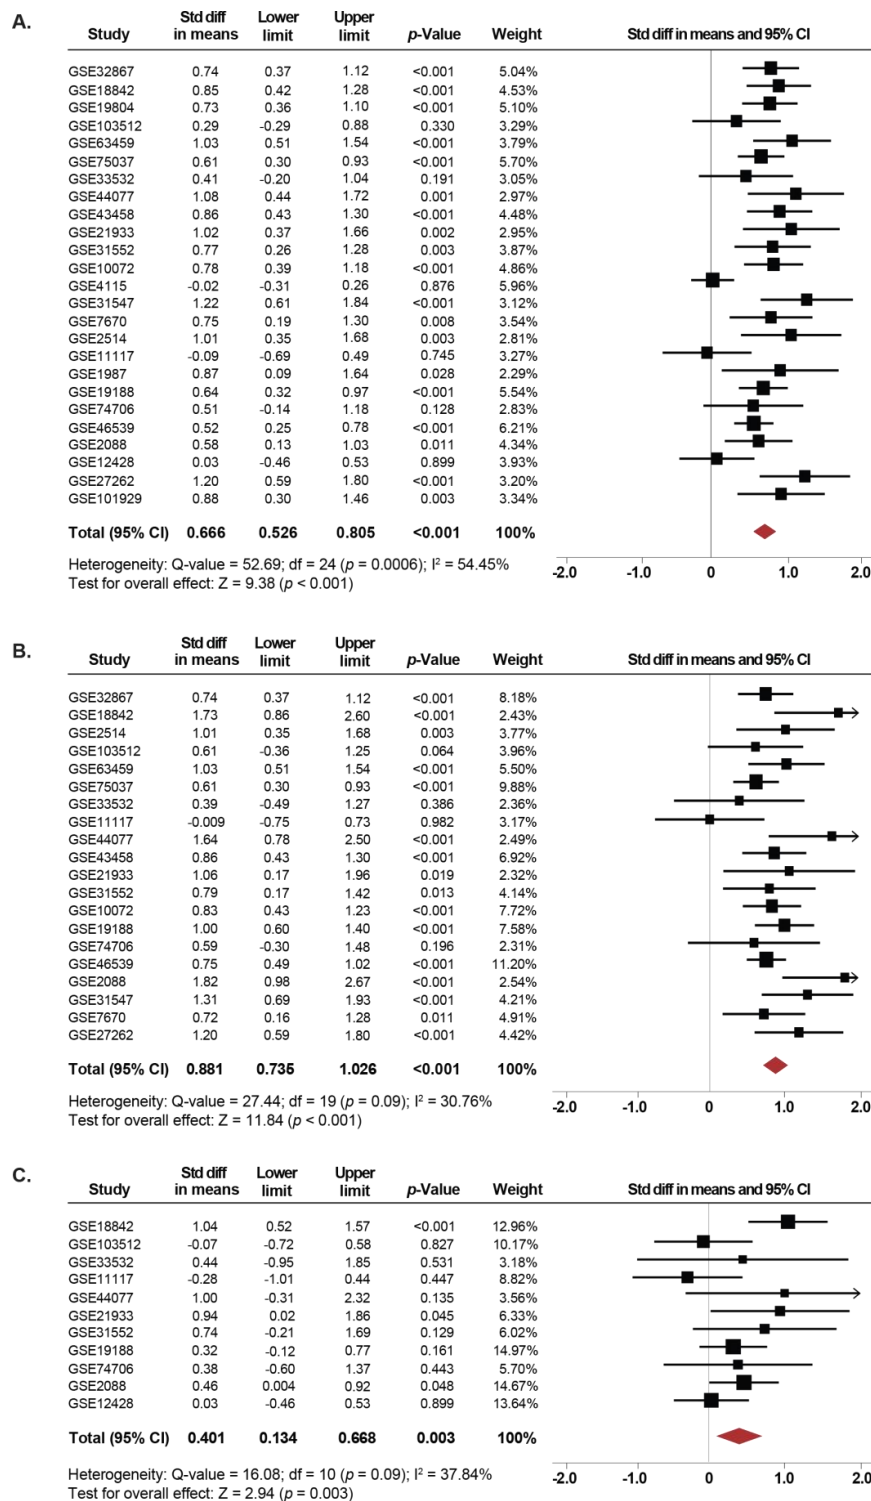 A.
Study Std diff in means Lower limit Upper limit p-Value Weight Std diff in means and 95% CI
GSE32867 0.74 0.37 1.12 <0.001 5.04%
GSE18842 0.85 0.42 1.28 <0.001 4.53%
GSE19804 0.73 0.36 1.10 <0.001 5.10%
GSE103512 0.29 -0.29 0.88 0.330 3.29%
GSE63459 1.03 0.51 1.54 <0.001 3.79%
GSE75037 0.61 0.30 0.93 <0.001 5.70%
GSE33532 0.41 -0.20 1.04 0.191 3.05%
GSE44077 1.08 0.44 1.72 0.001 2.97%
GSE43458 0.86 0.43 1.30 <0.001 4.48%
GSE21933 1.02 0.37 1.66 0.002 2.95%
GSE31552 0.77 0.26 1.28 0.003 3.87%
GSE10072 0.78 0.39 1.18 <0.001 4.86%
GSE4115 -0.02 -0.31 0.26 0.876 5.96%
GSE31547 1.22 0.61 1.84 <0.001 3.12%
GSE7670 0.75 0.19 1.30 0.008 3.54%
GSE2514 1.01 0.35 1.68 0.003 2.81%
GSE11117 -0.09 -0.69 0.49 0.745 3.27%
GSE1987 0.87 0.09 1.64 0.028 2.29%
GSE19188 0.64 0.32 0.97 <0.001 5.54%
GSE74706 0.51 -0.14 1.18 0.128 2.83%
GSE46539 0.52 0.25 0.78 <0.001 6.21%
GSE2088 0.58 0.13 1.03 0.011 4.34%
GSE12428 0.03 -0.46 0.53 0.899 3.93%
GSE27262 1.20 0.59 1.80 <0.001 3.20%
GSE101929 0.88 0.30 1.46 0.003 3.34%
Total (95% CI) 0.666 0.526 0.805 <0.001 100%
Heterogeneity: Q-value = 52.69; df = 24 (p = 0.0006); I² = 54.45%
Test for overall effect: Z = 9.38 (p < 0.001)
-2.0 -1.0 0 1.0 2.0
B.
Study Std diff in means Lower limit Upper limit p-Value Weight Std diff in means and 95% CI
GSE32867 0.74 0.37 1.12 <0.001 8.18%
GSE18842 1.73 0.86 2.60 <0.001 2.43%
GSE2514 1.01 0.35 1.68 0.003 3.77%
GSE103512 0.61 -0.36 1.25 0.064 3.96%
GSE63459 1.03 0.51 1.54 <0.001 5.50%
GSE75037 0.61 0.30 0.93 <0.001 9.88%
GSE33532 0.39 -0.49 1.27 0.386 2.36%
GSE11117 -0.009 -0.75 0.73 0.982 3.17%
GSE44077 1.64 0.78 2.50 <0.001 2.49%
GSE43458 0.86 0.43 1.30 <0.001 6.92%
GSE21933 1.06 0.17 1.96 0.019 2.32%
GSE31552 0.79 0.17 1.42 0.013 4.14%
GSE10072 0.83 0.43 1.23 <0.001 7.72%
GSE19188 1.00 0.60 1.40 <0.001 7.58%
GSE74706 0.59 -0.30 1.48 0.196 2.31%
GSE46539 0.75 0.49 1.02 <0.001 11.20%
GSE2088 1.82 0.98 2.67 <0.001 2.54%
GSE31547 1.31 0.69 1.93 <0.001 4.21%
GSE7670 0.72 0.16 1.28 0.011 4.91%
GSE27262 1.20 0.59 1.80 <0.001 4.42%
Total (95% CI) 0.881 0.735 1.026 <0.001 100%
Heterogeneity: Q-value = 27.44; df = 19 (p = 0.09); I² = 30.76%
Test for overall effect: Z = 11.84 (p < 0.001)
-2.0 -1.0 0 1.0 2.0
C.
Study Std diff in means Lower limit Upper limit p-Value Weight Std diff in means and 95% CI
GSE18842 1.04 0.52 1.57 <0.001 12.96%
GSE103512 -0.07 -0.72 0.58 0.827 10.17%
GSE33532 0.44 -0.95 1.85 0.531 3.18%
GSE11117 -0.28 -1.01 0.44 0.447 8.82%
GSE44077 1.00 -0.31 2.32 0.135 3.56%
GSE21933 0.94 0.02 1.86 0.045 6.33%
GSE31552 0.74 -0.21 1.69 0.129 6.02%
GSE19188 0.32 -0.12 0.77 0.161 14.97%
GSE74706 0.38 -0.60 1.37 0.443 5.70%
GSE2088 0.46 0.004 0.92 0.048 14.67%
GSE12428 0.03 -0.46 0.53 0.899 13.64%
Total (95% CI) 0.401 0.134 0.668 0.003 100%
Heterogeneity: Q-value = 16.08; df = 10 (p = 0.09); I² = 37.84%
Test for overall effect: Z = 2.94 (p = 0.003)
-2.0 -1.0 0 1.0 2.0